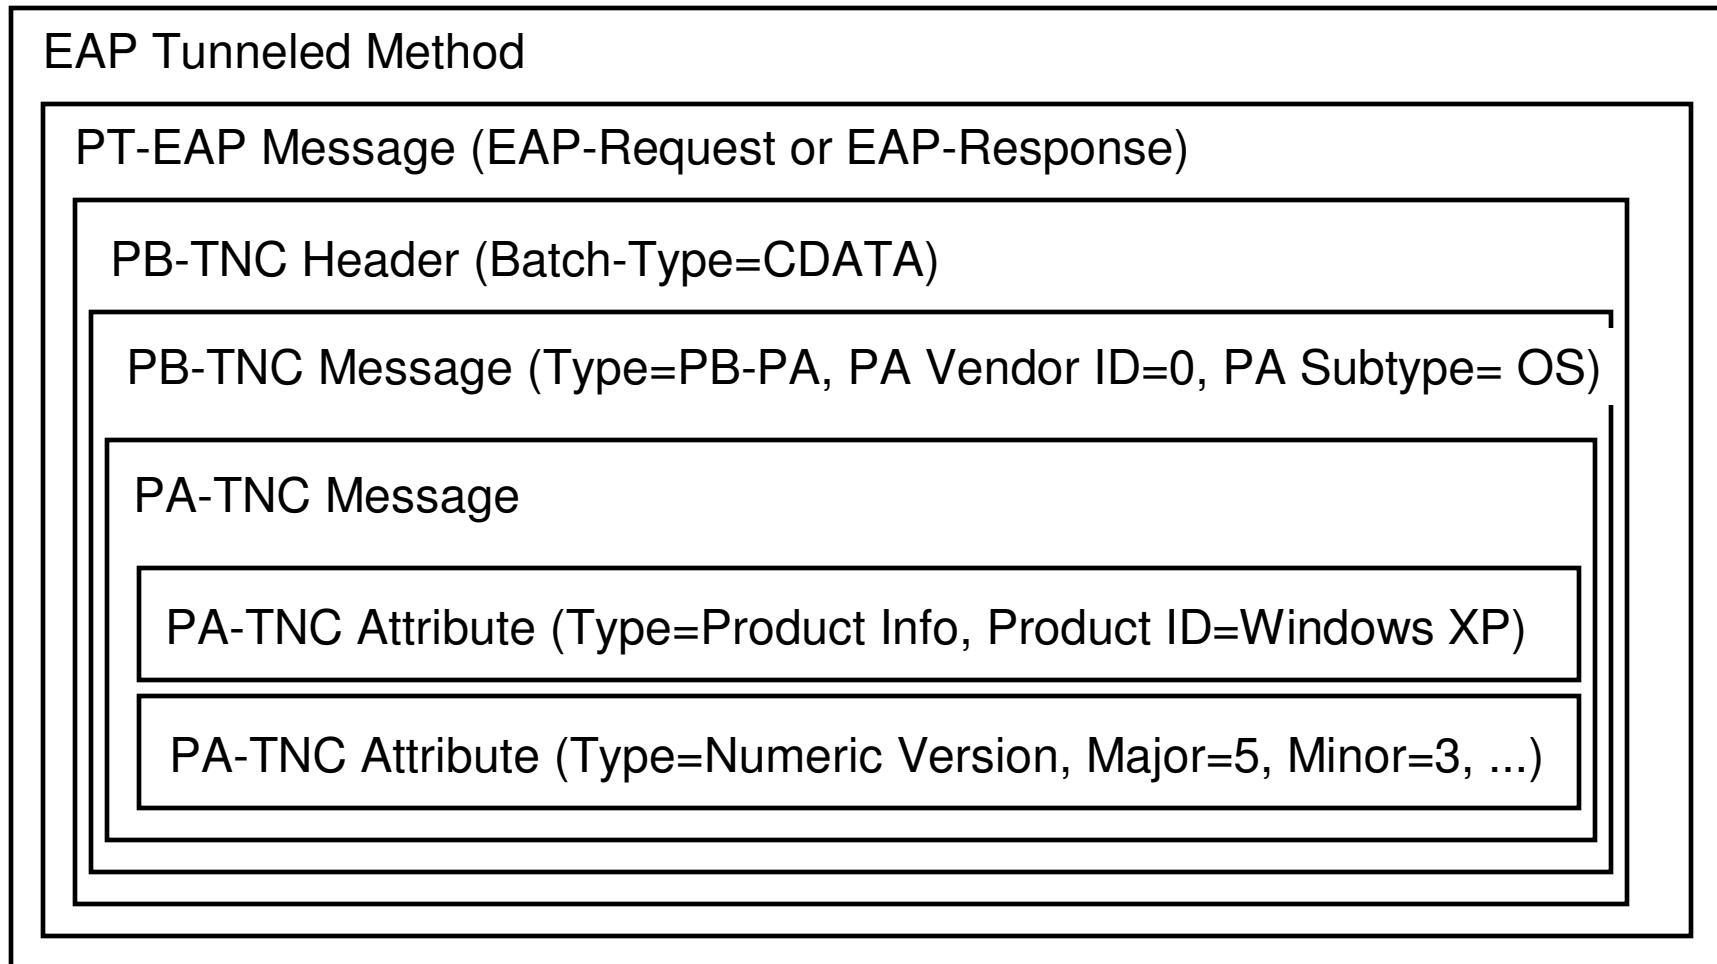 EAP Tunneled Method
PT-EAP Message (EAP-Request or EAP-Response)
PB-TNC Header (Batch-Type=CDATA)
PB-TNC Message (Type=PB-PA, PA Vendor ID=0, PA Subtype= OS)
PA-TNC Message
PA-TNC Attribute (Type=Product Info, Product ID=Windows XP)
PA-TNC Attribute (Type=Numeric Version, Major=5, Minor=3, ...)